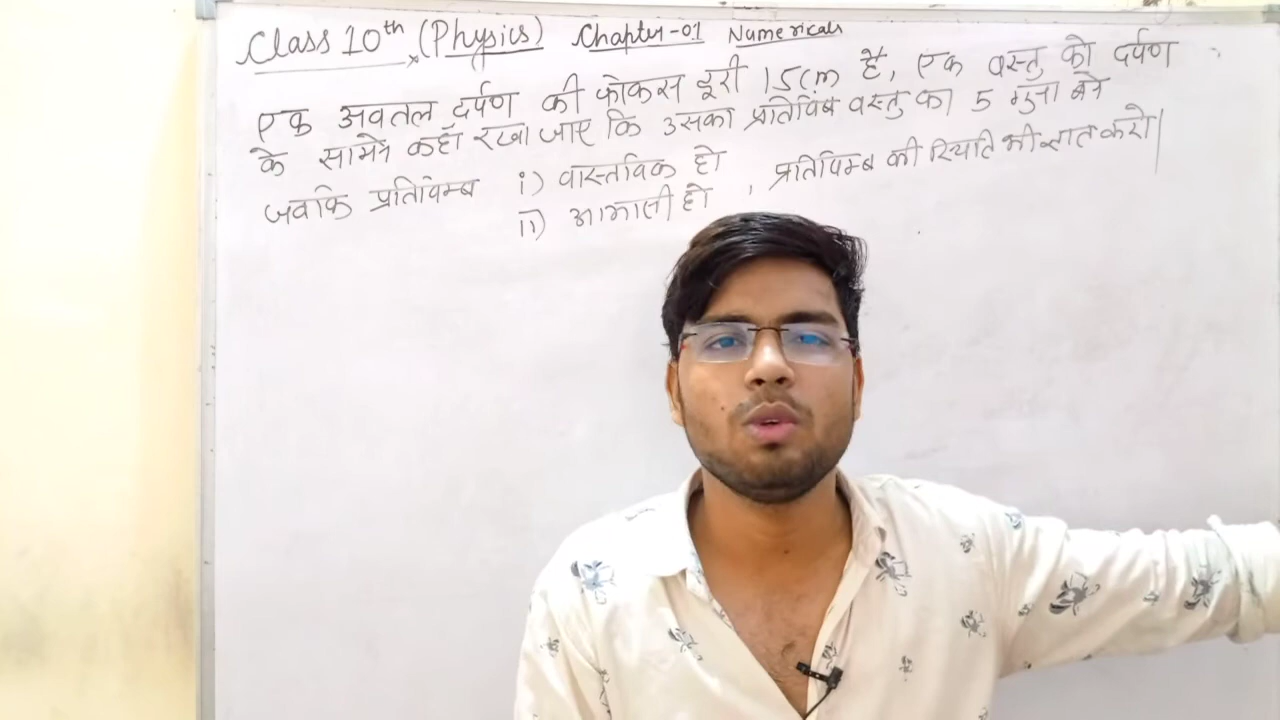 Class 10th (Physics) Chapter-01 Numericals
एक अवतल दर्पण की फोकस दूरी 15cm है, एक वस्तु को दर्पण
के सामने कहाँ रखा जाए कि उसका प्रतिबिंब वस्तु का 5 गुना बने
जबकि प्रतिबिम्ब i) वास्तविक हो
ii) आभासी हो , प्रतिबिम्ब की स्थिति भी ज्ञात करो।